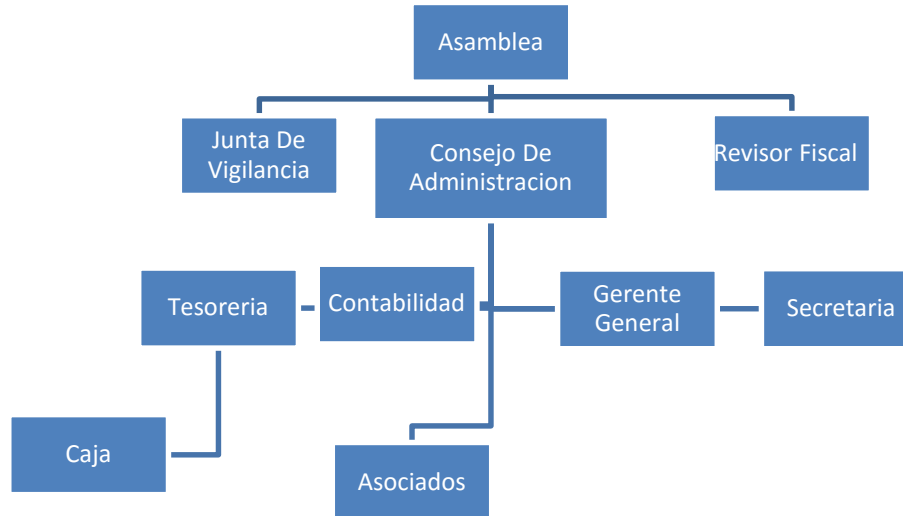 Asamblea
Junta De
Vigilancia
Consejo De
Administracion
Revisor Fiscal
Tesoreria
Contabilidad
Gerente
General
Secretaria
Caja
Asociados